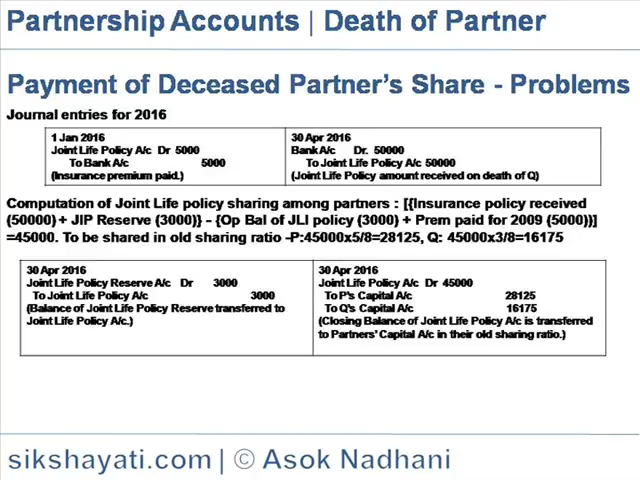 Partnership Accounts | Death of Partner
Payment of Deceased Partner's Share - Problems
Journal entries for 2016
1 Jan 2016
Joint Life Policy A/c Dr 5000
To Bank A/c 5000
(Insurance premium paid.)
30 Apr 2016
Bank A/c Dr. 50000
To Joint Life Policy A/c 50000
(Joint Life Policy amount received on death of Q)
Computation of Joint Life policy sharing among partners : [{Insurance policy received
(50000) + JIP Reserve (3000)} - {Op Bal of JLI policy (3000) + Prem paid for 2009 (5000)}]
=45000. To be shared in old sharing ratio -P:45000x5/8=28125, Q: 45000x3/8=16175
30 Apr 2016
Joint Life Policy Reserve A/c Dr 3000
To Joint Life Policy A/c 3000
(Balance of Joint Life Policy Reserve transferred to
Joint Life Policy A/c.)
30 Apr 2016
Joint Life Policy A/c Dr 45000
To P's Capital A/c 28125
To Q's Capital A/c 16175
(Closing Balance of Joint Life Policy A/c is transferred
to Partners' Capital A/c in their old sharing ratio.)
sikshayati.com | © Asok Nadhani